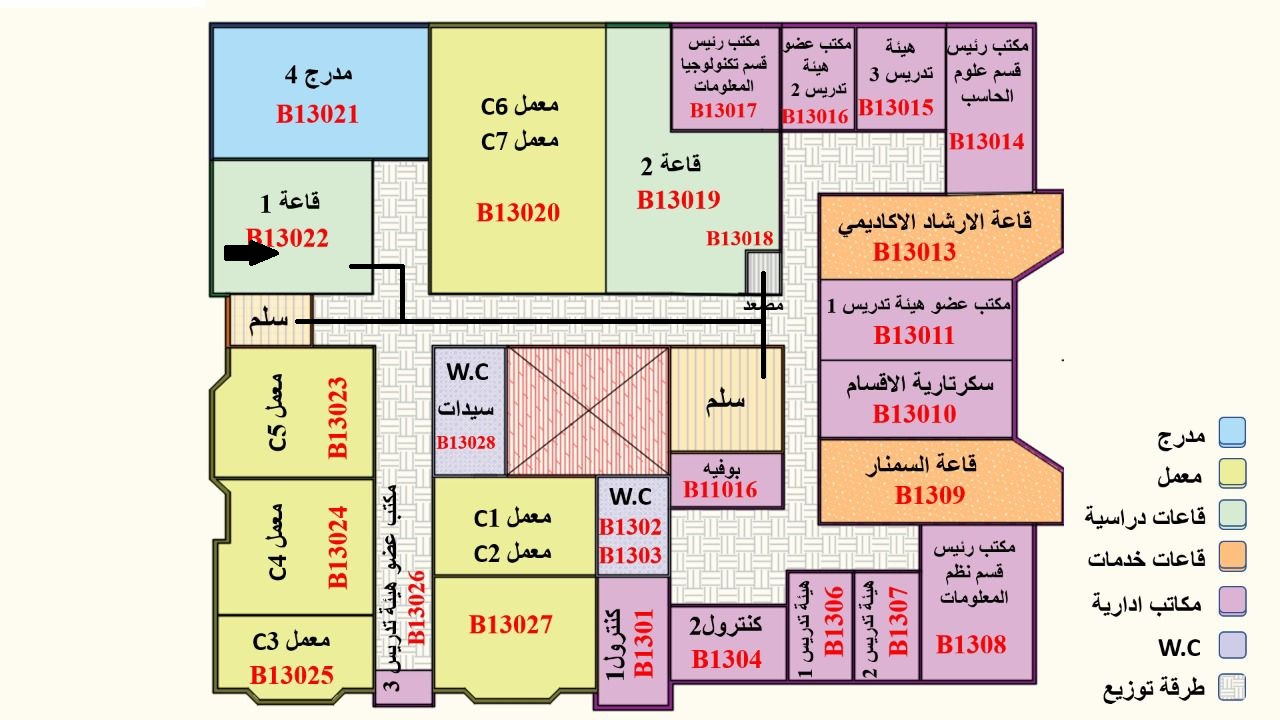 مدرج 4
B13021
معمل C6
معمل C7
B13020
قاعة 2
B13019
B13018
مصعد
مكتب رئيس
قسم تكنولوجيا
المعلومات
B13017
مكتب عضو
هيئة
تدريس 2
B13016
هيئة
تدريس 3
B13015
مكتب رئيس
قسم علوم
الحاسب
B13014
قاعة 1
B13022
سلم
قاعة الارشاد الاكاديمي
B13013
مكتب عضو هيئة تدريس 1
B13011
سكرتارية الاقسام
B13010
قاعة السمنار
B1309
معمل C5
B13023
معمل C4
B13024
معمل C3
B13025
مكتب عضو هيئة تدريس 3
B13026
W.C
سيدات
B13028
سلم
بوفيه
B11016
معمل C1
معمل C2
B13027
W.C
B1302
B1303
كنترول1
B1301
كنترول2
B1304
هيئة تدريس 1
B1306
هيئة تدريس 2
B1307
مكتب رئيس
قسم نظم
المعلومات
B1308
مدرج
معمل
قاعات دراسية
قاعات خدمات
مكاتب ادارية
W.C
طرقة توزيع